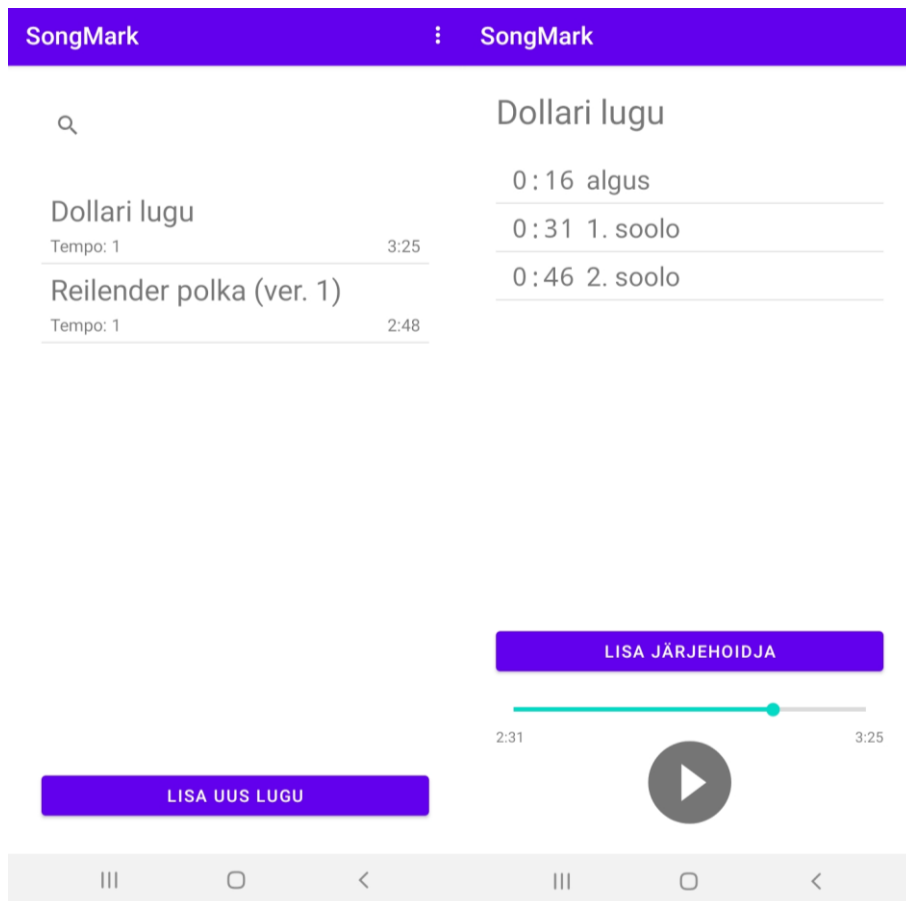 SongMark
Dollari lugu
Tempo: 1 3:25
Reilender polka (ver. 1)
Tempo: 1 2:48
LISA UUS LUGU
SongMark
Dollari lugu
0:16 algus
0:31 1. soolo
0:46 2. soolo
LISA JÄRJEHOIDJA
2:31 3:25